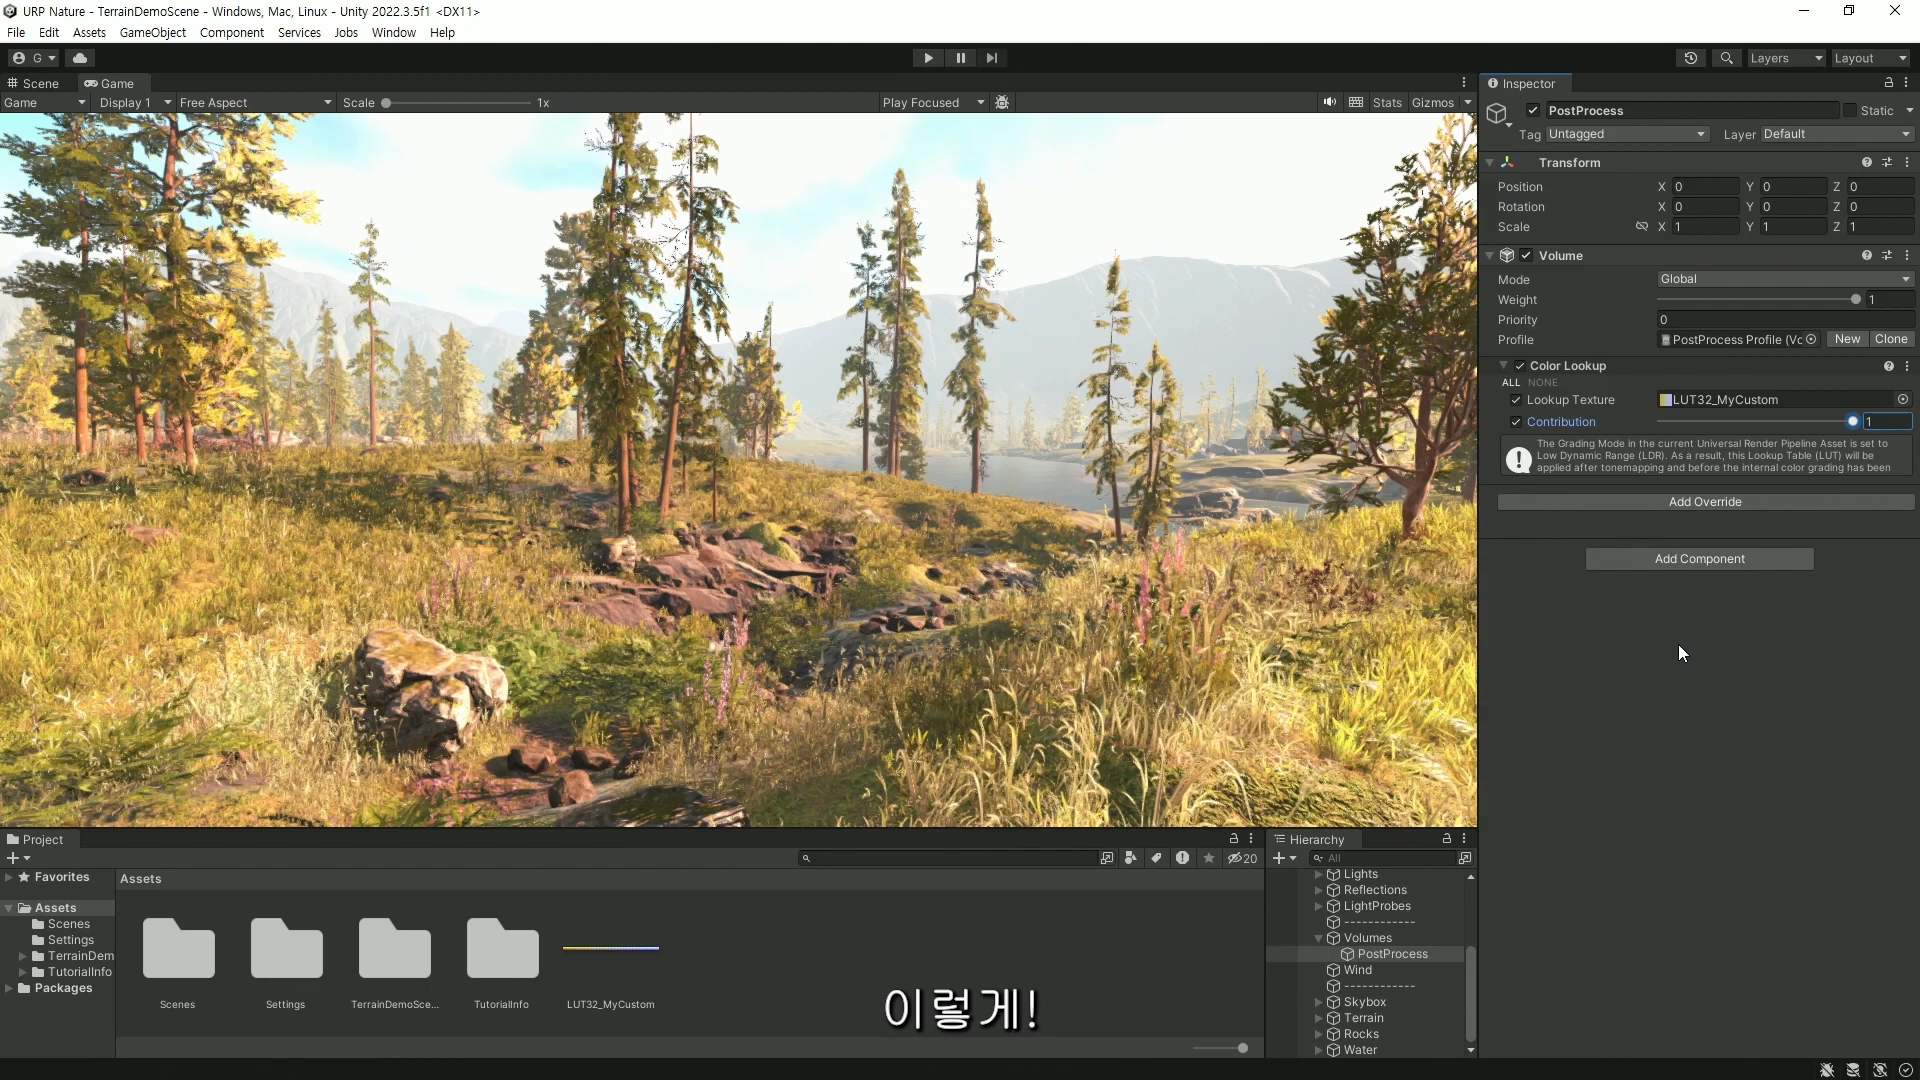 URP Nature - TerrainDemoScene - Windows, Mac, Linux - Unity 2022.3.5f1 <DX11>
File Edit Assets GameObject Component Services Jobs Window Help
G Layers Layout
Scene Game
Game Display 1 Free Aspect Scale 1x Play Focused Stats Gizmos
Inspector
PostProcess Static
Tag Untagged Layer Default
Transform
Position X 0 Y 0 Z 0
Rotation X 0 Y 0 Z 0
Scale X 1 Y 1 Z 1
Volume
Mode Global
Weight 1
Priority 0
Profile PostProcess Profile (Vc New Clone
Color Lookup
ALL NONE
Lookup Texture LUT32_MyCustom
Contribution 1
The Grading Mode in the current Universal Render Pipeline Asset is set to
Low Dynamic Range (LDR). As a result, this Lookup Table (LUT) will be
applied after tonemapping and before the internal color grading has been
Add Override
Add Component
Project
20
Favorites
Assets
Scenes
Settings
TerrainDem
TutorialInfo
Packages
Assets
Scenes Settings TerrainDemoSce... TutorialInfo LUT32_MyCustom
이렇게!
Hierarchy
All
Lights
Reflections
LightProbes
------------
Volumes
PostProcess
Wind
------------
Skybox
Terrain
Rocks
Water